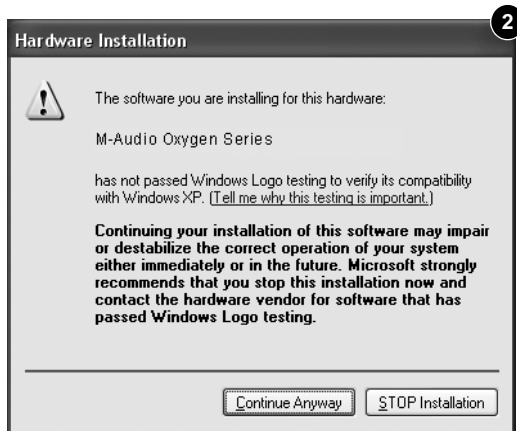 2
Hardware Installation
The software you are installing for this hardware:
M-Audio Oxygen Series
has not passed Windows Logo testing to verify its compatibility
with Windows XP. (Tell me why this testing is important.)
Continuing your installation of this software may impair
or destabilize the correct operation of your system
either immediately or in the future. Microsoft strongly
recommends that you stop this installation now and
contact the hardware vendor for software that has
passed Windows Logo testing.
Continue Anyway STOP Installation